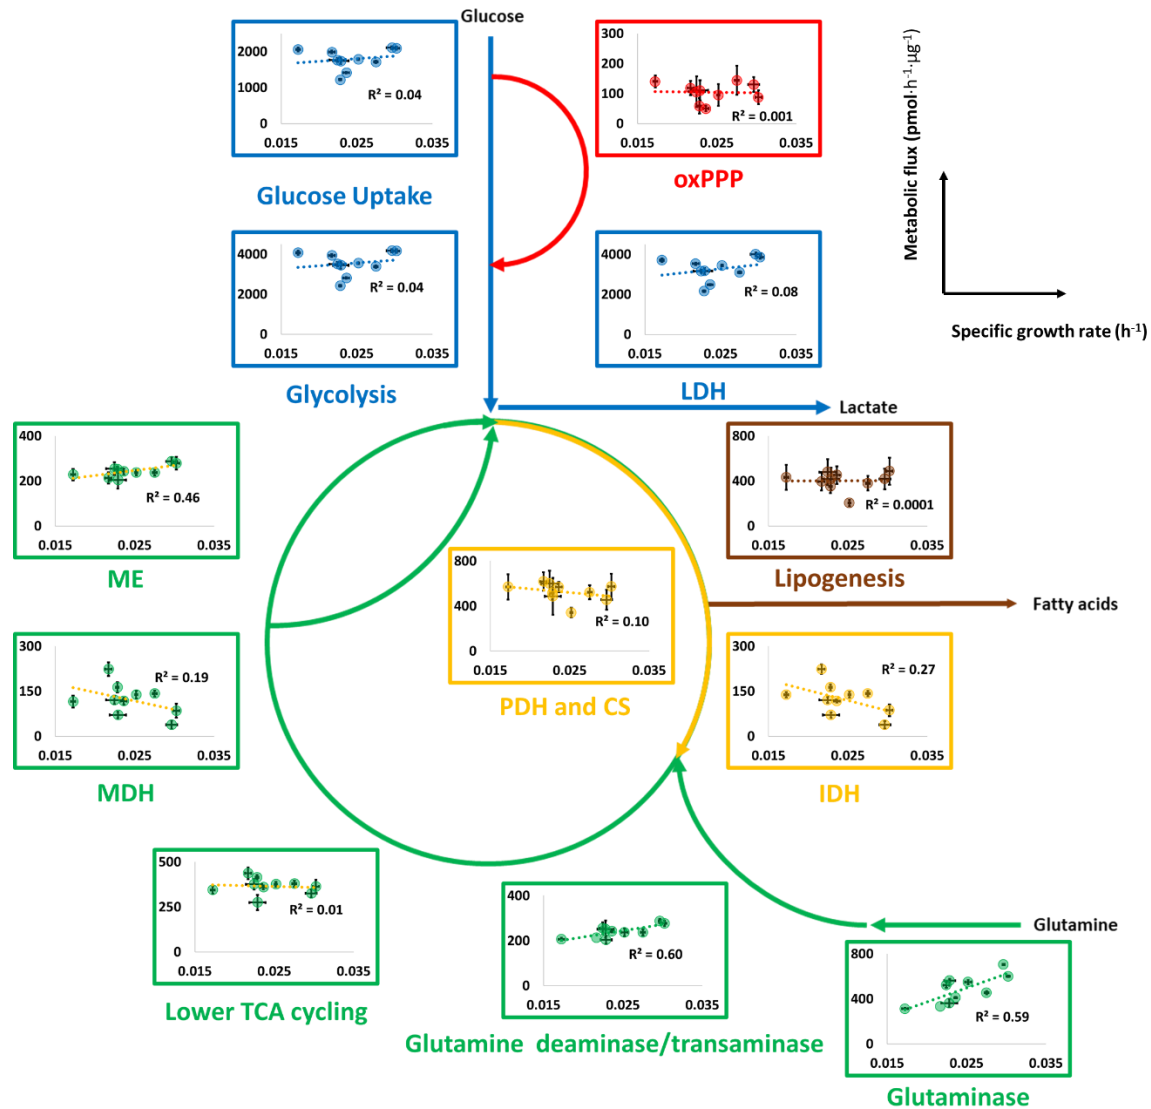 Glucose
2000
1000
0
R² = 0.04
0.015 0.025 0.035
Glucose Uptake
300
200
100
0
R² = 0.001
0.015 0.025 0.035
oxPPP
Metabolic flux (pmol·h⁻¹·µg⁻¹)
Specific growth rate (h⁻¹)
4000
2000
0
R² = 0.04
0.015 0.025 0.035
Glycolysis
4000
2000
0
R² = 0.08
0.015 0.025 0.035
LDH
Lactate
400
200
0
R² = 0.46
0.015 0.025 0.035
ME
800
400
0
R² = 0.10
0.015 0.025 0.035
PDH and CS
800
400
0
R² = 0.0001
0.015 0.025 0.035
Lipogenesis
Fatty acids
300
150
0
R² = 0.19
0.015 0.025 0.035
MDH
300
150
0
R² = 0.27
0.015 0.025 0.035
IDH
500
250
0
R² = 0.01
0.015 0.025 0.035
Lower TCA cycling
400
200
0
R² = 0.60
0.015 0.025 0.035
Glutamine deaminase/transaminase
Glutamine
800
400
0
R² = 0.59
0.015 0.025 0.035
Glutaminase